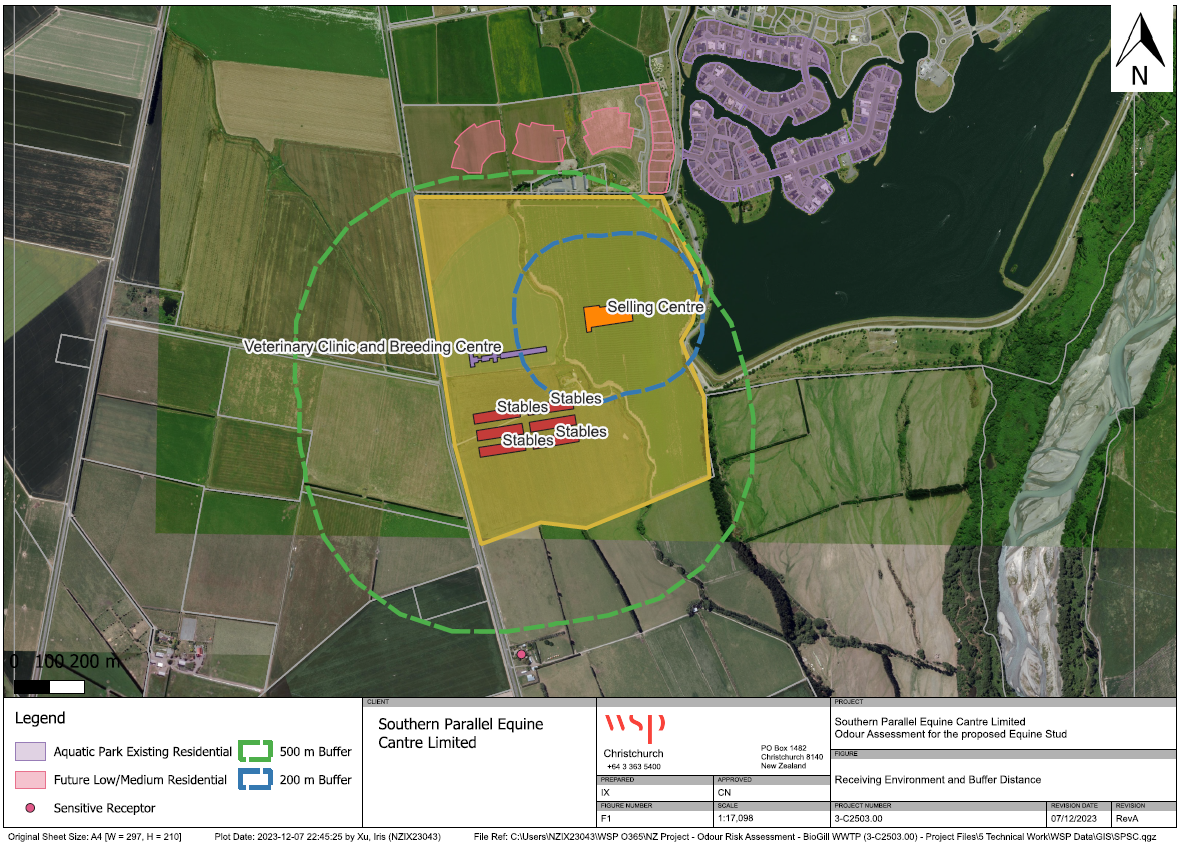 N
Selling Centre
Veterinary Clinic and Breeding Centre
Stables
Stables
Stables
Stables
0 100 200 m
Legend
Aquatic Park Existing Residential
500 m Buffer
Future Low/Medium Residential
200 m Buffer
Sensitive Receptor
CLIENT
Southern Parallel Equine
Cantre Limited
wsp
Christchurch
+64 3 363 5400
PO Box 1482
Christchurch 8140
New Zealand
PREPARED
APPROVED
IX
CN
FIGURE NUMBER
SCALE
F1
1:17,098
PROJECT
Southern Parallel Equine Cantre Limited
Odour Assessment for the proposed Equine Stud
FIGURE
Receiving Environment and Buffer Distance
PROJECT NUMBER
REVISION DATE
REVISION
3-C2503.00
07/12/2023
RevA
Original Sheet Size: A4 [W = 297, H = 210]
Plot Date: 2023-12-07 22:45:25 by Xu, Iris (NZIX23043)
File Ref: C:\Users\NZIX23043\WSP O365\NZ Project - Odour Risk Assessment - BioGill WWTP (3-C2503.00) - Project Files\5 Technical Work\WSP Data\GIS\SPSC.qgz